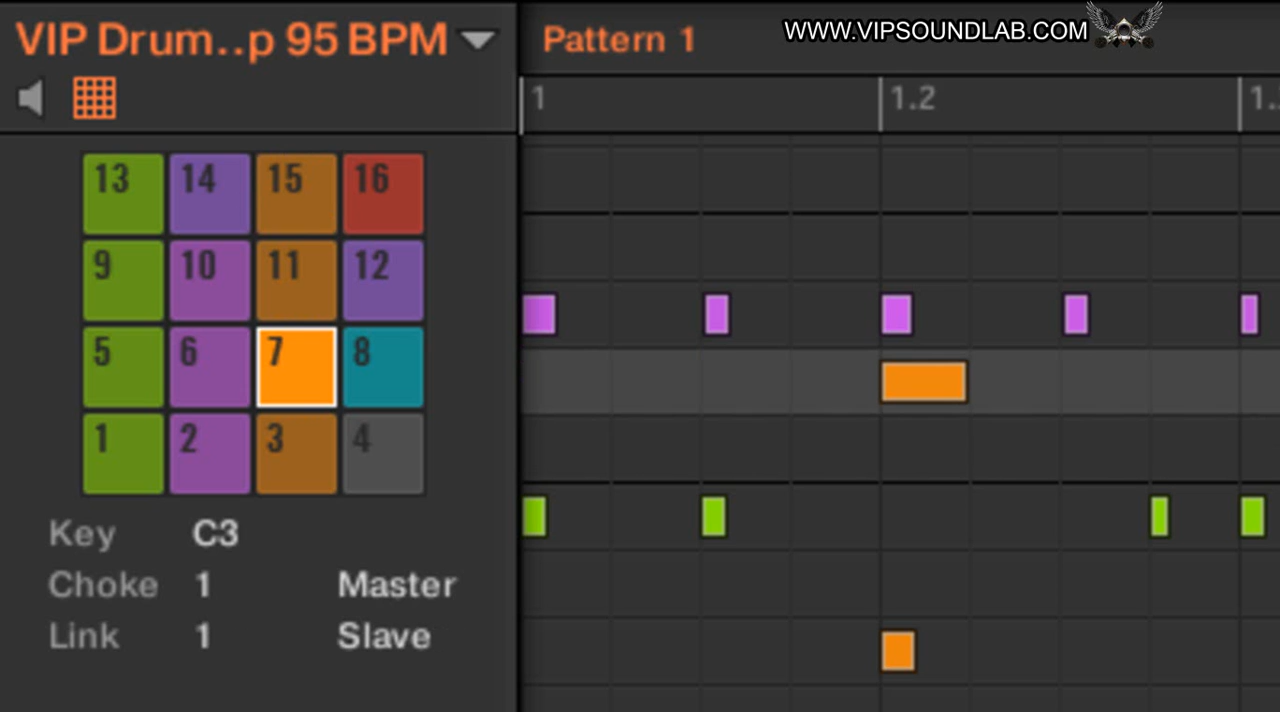 VIP Drum..p 95 BPM
Pattern 1
WWW.VIPSOUNDLAB.COM
1 1.2 1..
13 14 15 16
9 10 11 12
5 6 7 8
1 2 3 4
Key C3
Choke 1 Master
Link 1 Slave